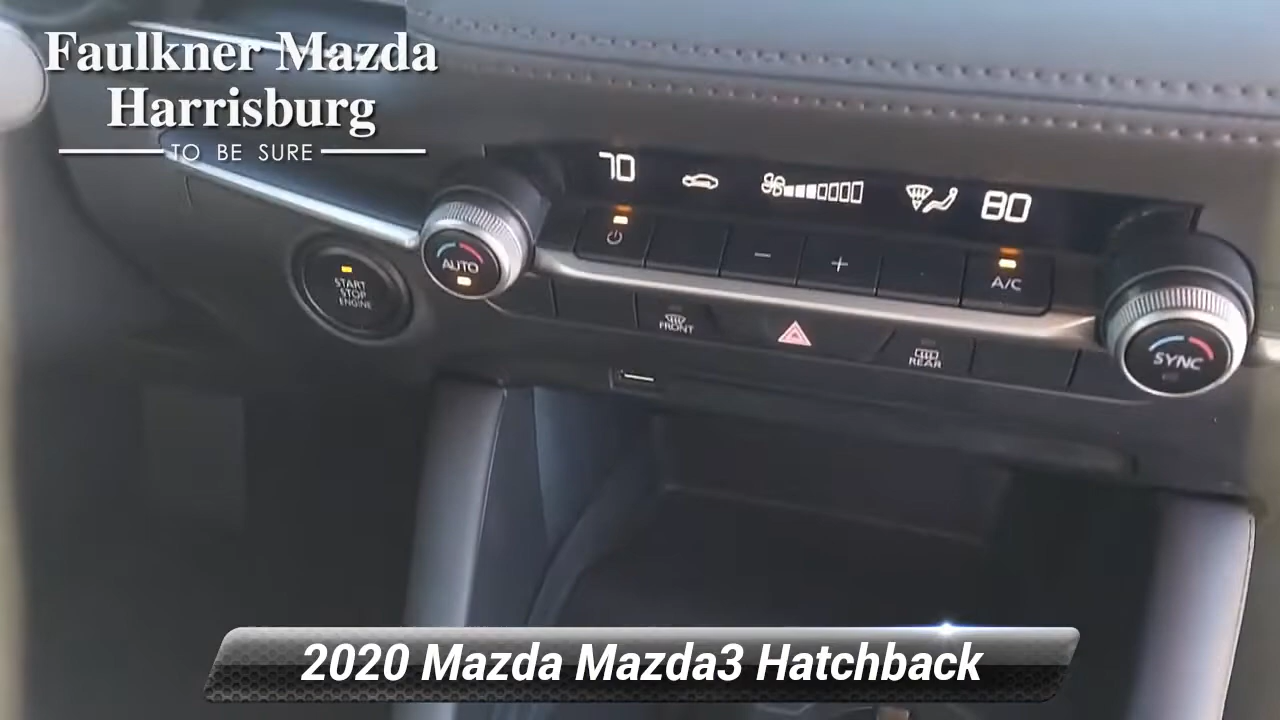 Faulkner Mazda
Harrisburg
TO BE SURE
70
80
AUTO
A/C
START
STOP
ENGINE
FRONT
REAR
SYNC
2020 Mazda Mazda3 Hatchback